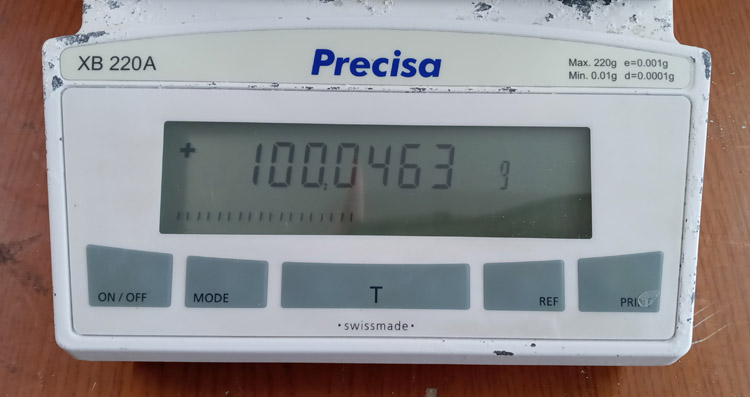 XB 220A
Precisa
Max. 220g e=0.001g
Min. 0.01g d=0.0001g
+ 100,0463 g
ON / OFF
MODE
T
REF
PRINT
•swissmade•